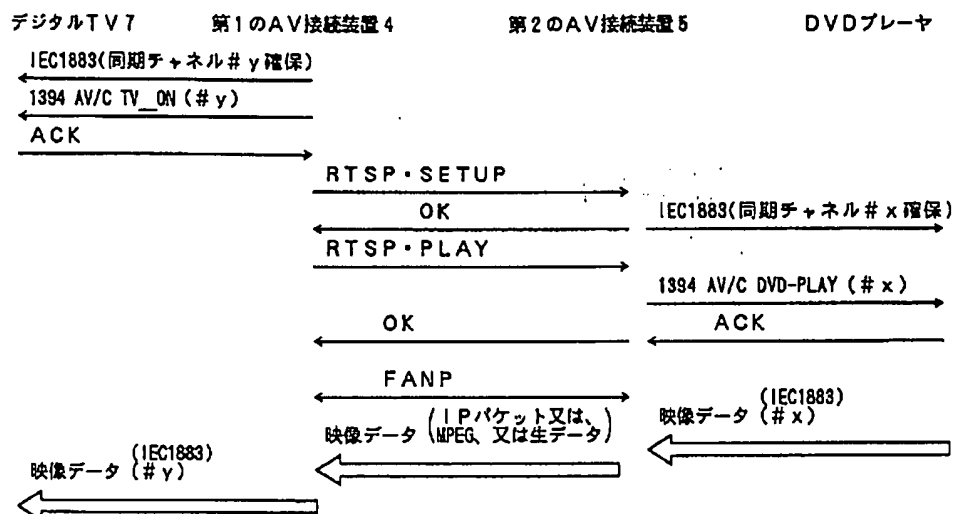 デジタルTV7 第1のAV接続装置4 第2のAV接続装置5 DVDプレーヤ
IEC1883(同期チャネル#y確保)
1394 AV/C TV_ON(#y)
ACK
RTSP・SETUP
OK
IEC1883(同期チャネル#x確保)
RTSP・PLAY
1394 AV/C DVD-PLAY(#x)
OK
ACK
FANP
映像データ(IPパケット又は、MPEG、又は生データ)
映像データ(IEC1883)(#x)
映像データ(IEC1883)(#y)